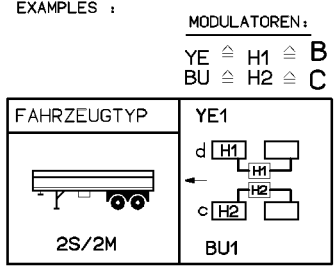 EXAMPLES :
MODULATOREN:
YE ≙ H1 ≙ B
BU ≙ H2 ≙ C
FAHRZEUGTYP
YE1
d H1
H1
H2
c H2
2S/2M
BU1